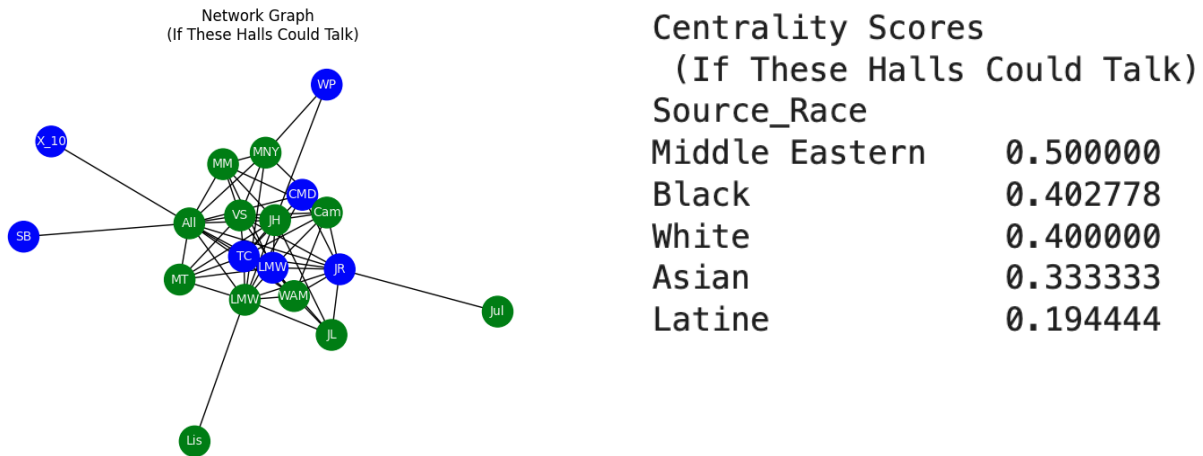 Network Graph
(If These Halls Could Talk)
WP
X_10
MNY
MM
CMD
Cam
VS
JH
All
SB
TC
LMW
JR
MT
WAM
LMW
Jul
JL
Lis
Centrality Scores
(If These Halls Could Talk)
Source_Race
Middle Eastern 0.500000
Black 0.402778
White 0.400000
Asian 0.333333
Latine 0.194444